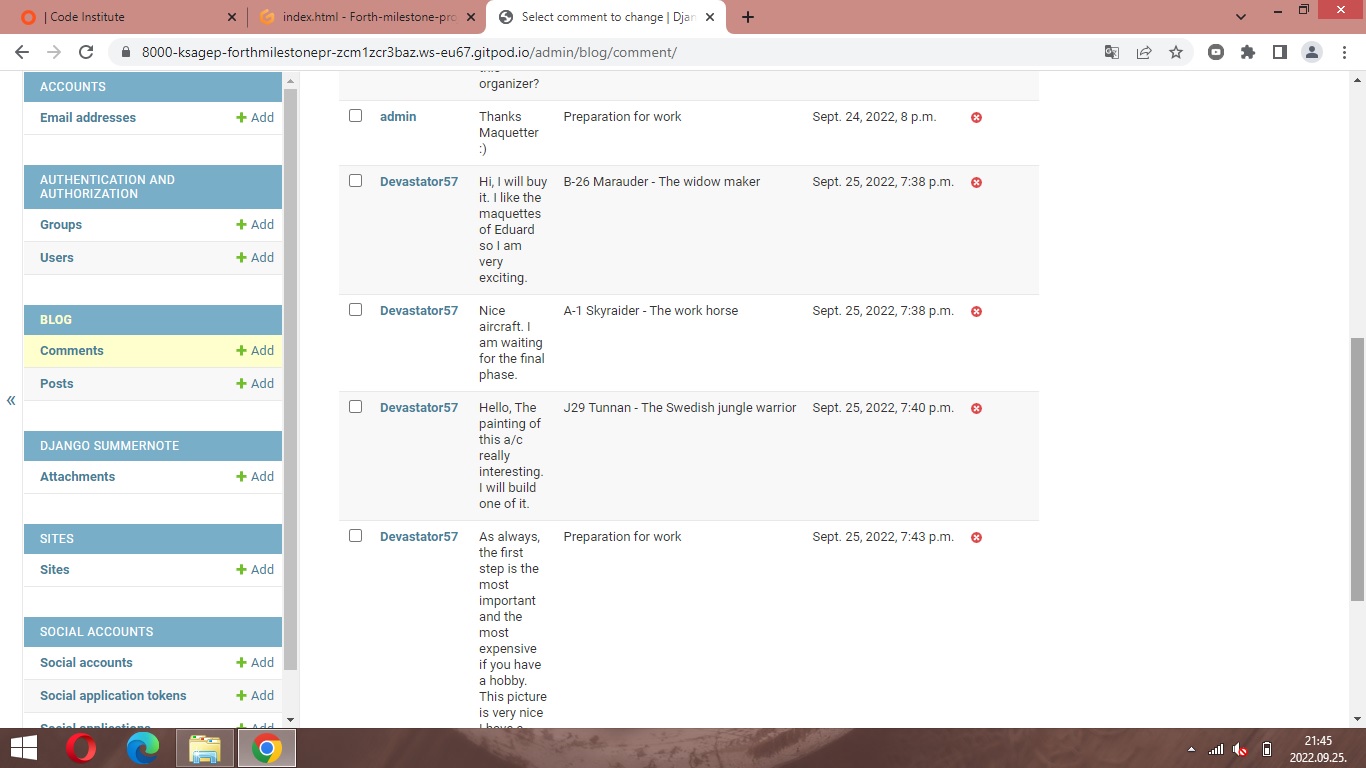 | Code Institute
index.html - Forth-milestone-pro
Select comment to change | Djan
8000-ksagep-forthmilestonepr-zcm1zcr3baz.ws-eu67.gitpod.io/admin/blog/comment/
ACCOUNTS
Email addresses
Add
AUTHENTICATION AND
AUTHORIZATION
Groups
Add
Users
Add
BLOG
Comments
Add
Posts
Add
«
DJANGO SUMMERNOTE
Attachments
Add
SITES
Sites
Add
SOCIAL ACCOUNTS
Social accounts
Add
Social application tokens
Add
Social applications
Add
this
organizer?
admin
Thanks
Maquetter
:)
Preparation for work
Sept. 24, 2022, 8 p.m.
Devastator57
Hi, I will buy
it. I like the
maquettes
of Eduard
so I am
very
exciting.
B-26 Marauder - The widow maker
Sept. 25, 2022, 7:38 p.m.
Devastator57
Nice
aircraft. I
am waiting
for the final
phase.
A-1 Skyraider - The work horse
Sept. 25, 2022, 7:38 p.m.
Devastator57
Hello, The
painting of
this a/c
really
interesting.
I will build
one of it.
J29 Tunnan - The Swedish jungle warrior
Sept. 25, 2022, 7:40 p.m.
Devastator57
As always,
the first
step is the
most
important
and the
most
expensive
if you have
a hobby.
This picture
is very nice
I have a
Preparation for work
Sept. 25, 2022, 7:43 p.m.
21:45
2022.09.25.